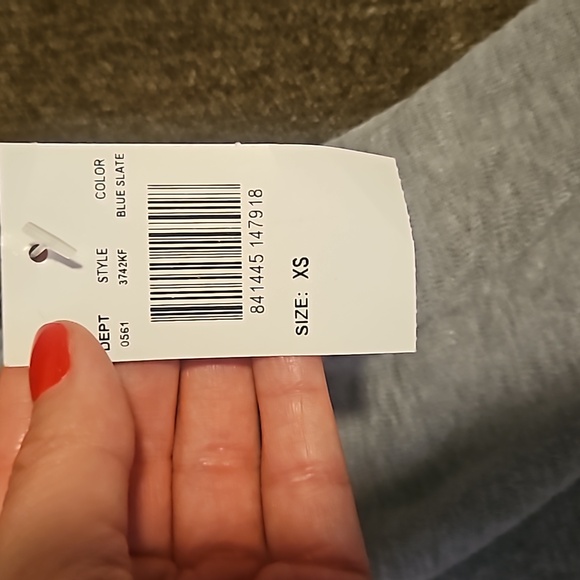 DEPT STYLE COLOR
0561 3742KF BLUE SLATE
841445 147918
SIZE: XS